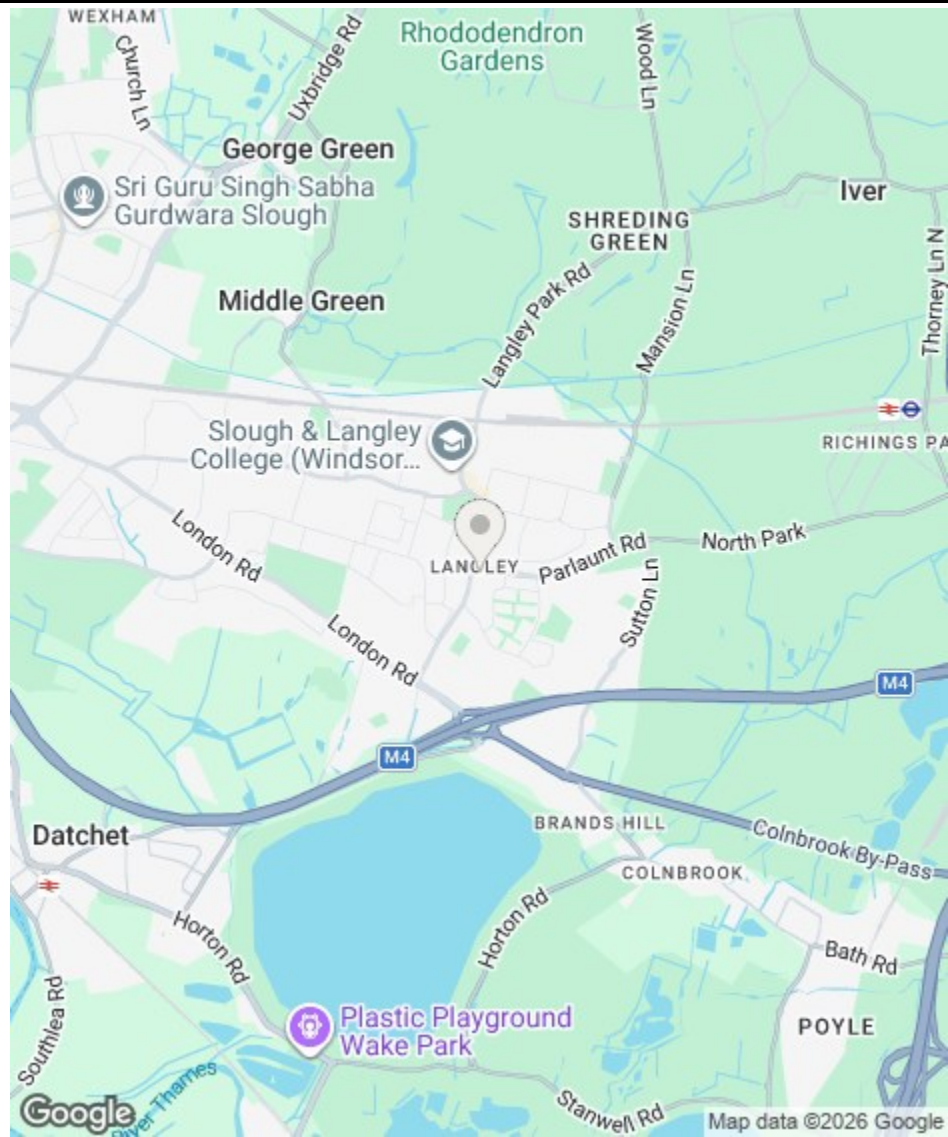 WEXHAM
Church Ln
Uxbridge Rd
Rhododendron
Gardens
Wood Ln
George Green
Sri Guru Singh Sabha
Gurdwara Slough
Iver
SHREDING
GREEN
Thorney Ln N
Middle Green
Langley Park Rd
Mansion Ln
Slough & Langley
College (Windsor...
RICHINGS PA
London Rd
LANGLEY
Parlaunt Rd
North Park
Sutton Ln
London Rd
M4
M4
Datchet
BRANDS HILL
Colnbrook By-Pass
COLNBROOK
Horton Rd
Horton Rd
Bath Rd
Southlea Rd
Plastic Playground
Wake Park
POYLE
River Thames
Stanwell Rd
Google
Map data ©2026 Google